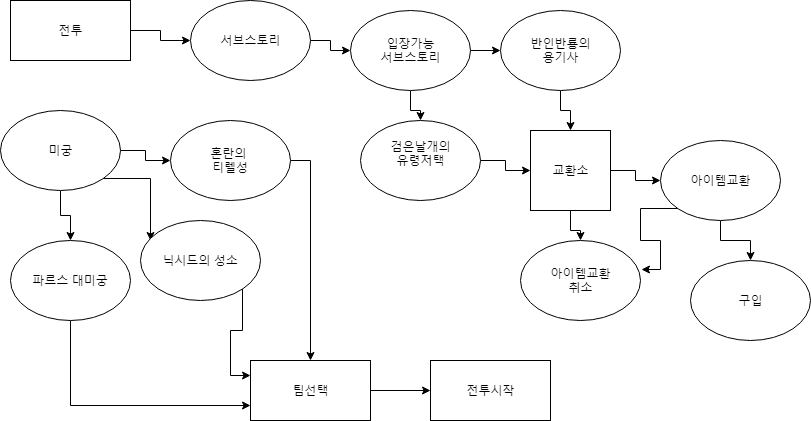 전투
서브스토리
입장가능
서브스토리
반인반룡의
용기사
미궁
혼란의
티렐성
검은날개의
유령저택
교환소
아이템교환
파르스 대미궁
닉시드의 성소
아이템교환
취소
구입
팀선택
전투시작